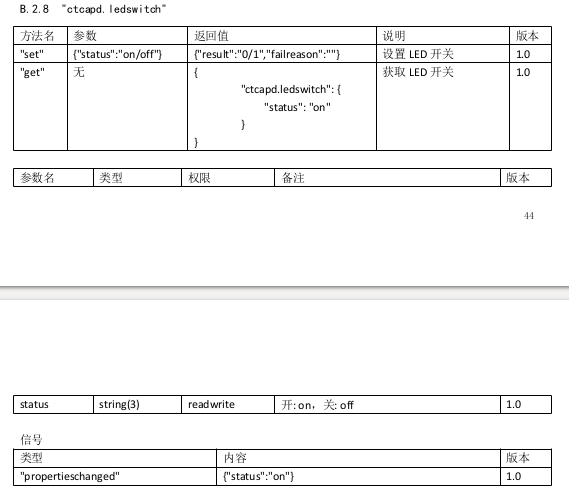 B.2.8 "ctcapd.ledswitch"
方法名 参数 返回值 说明 版本
"set" {"status":"on/off"} {"result":"0/1","failreason":""} 设置 LED 开关 1.0
"get" 无 { 获取 LED 开关 1.0
"ctcapd.ledswitch": {
"status": "on"
}
}
参数名 类型 权限 备注 版本
44
status string(3) readwrite 开: on，关: off 1.0
信号
类型 内容 版本
"propertieschanged" {"status":"on"} 1.0